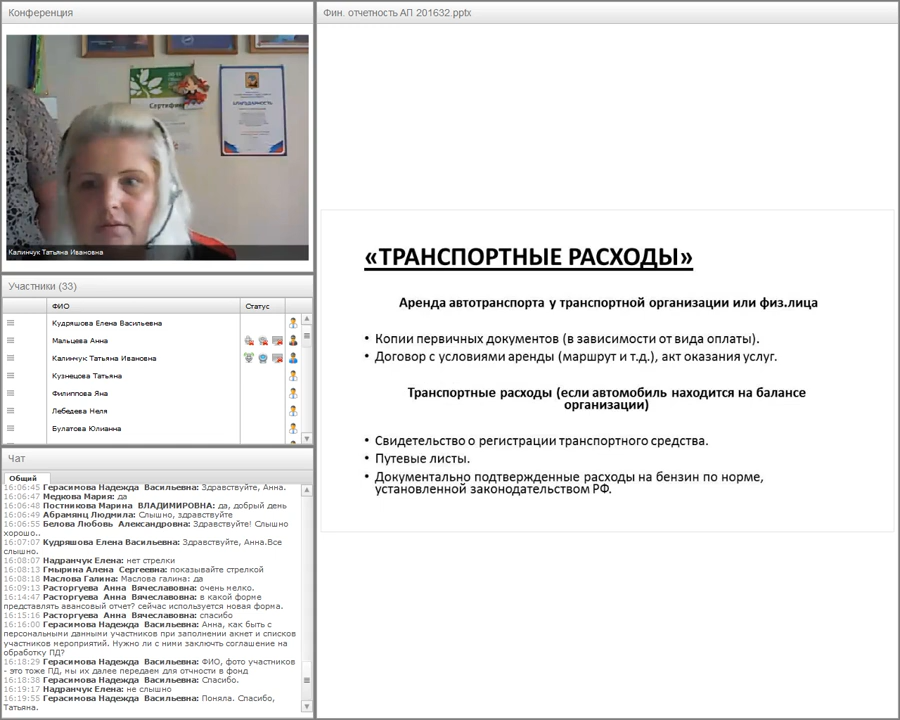 Конференция
Сертифик
БЛАГОДАРНОСТЬ
Калинчук Татьяна Ивановна
Участники (33)
ФИО Статус
Кудряшова Елена Васильевна
Мальцева Анна
Калинчук Татьяна Ивановна
Кузнецова Татьяна
Филиппова Яна
Лебедева Неля
Булатова Юлианна
Чат
Общий
16:06:45 Герасимова Надежда Васильевна: Здравствуйте, Анна.
16:06:47 Медкова Мария: да
16:06:48 Постникова Марина ВЛАДИМИРОВНА: да, добрый день
16:06:49 Абрамянц Людмила: Слышно, здравствуйте
16:06:55 Белова Любовь Александровна: Здравствуйте! Слышно
хорошо..
16:07:07 Кудряшова Елена Васильевна: Здравствуйте, Анна.Все
слышно.
16:08:07 Надранчук Елена: нет стрелки
16:08:13 Гмырина Алена Сергеевна: показывайте стрелкой
16:08:18 Маслова Галина: Маслова галина: да
16:09:13 Расторгуева Анна Вячеславовна: очень мелко.
16:14:47 Расторгуева Анна Вячеславовна: в какой форме
представлять авансовый отчет? сейчас используется новая форма.
16:15:16 Расторгуева Анна Вячеславовна: спасибо
16:16:00 Герасимова Надежда Васильевна: Анна, как быть с
персональными данными участников при заполнении акнет и списков
участников мероприятий. Нужно ли с ними заключть соглашение на
обработку ПД?
16:18:29 Герасимова Надежда Васильевна: ФИО, фото участников
- это тоже ПД, мы их далее передаем для отчности в фонд
16:18:38 Герасимова Надежда Васильевна: Спасибо.
16:19:17 Надранчук Елена: не слышно
16:19:55 Герасимова Надежда Васильевна: Поняла. Спасибо,
Татьяна.
Фин. отчетность АП 201632.pptx
«ТРАНСПОРТНЫЕ РАСХОДЫ»
Аренда автотранспорта у транспортной организации или физ.лица
• Копии первичных документов (в зависимости от вида оплаты).
• Договор с условиями аренды (маршрут и т.д.), акт оказания услуг.
Транспортные расходы (если автомобиль находится на балансе
организации)
• Свидетельство о регистрации транспортного средства.
• Путевые листы.
• Документально подтвержденные расходы на бензин по норме,
установленной законодательством РФ.